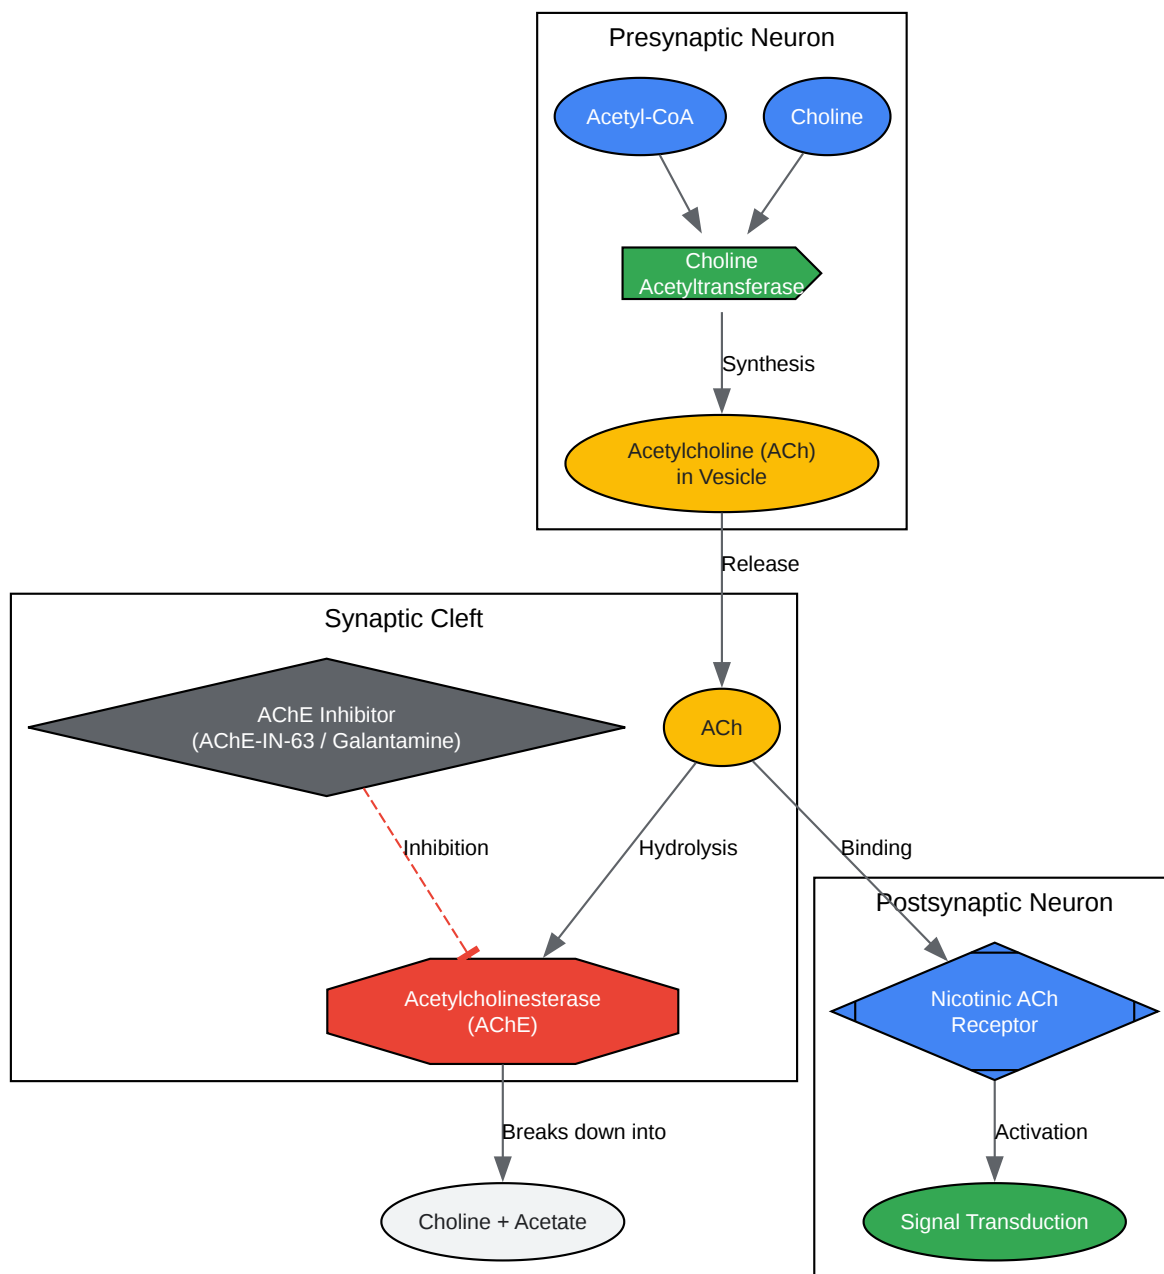 Presynaptic Neuron
Acetyl-CoA
Choline
Choline
Acetyltransferase
Synthesis
Acetylcholine (ACh)
in Vesicle
Release
Synaptic Cleft
AChE Inhibitor
(AChE-IN-63 / Galantamine)
ACh
Inhibition
Hydrolysis
Binding
Postsynaptic Neuron
Acetylcholinesterase
(AChE)
Nicotinic ACh
Receptor
Breaks down into
Activation
Choline + Acetate
Signal Transduction